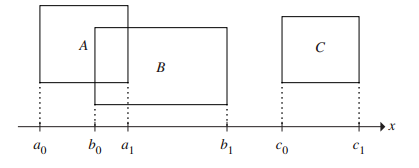 A
B
C
x
a₀ b₀ a₁ b₁ c₀ c₁